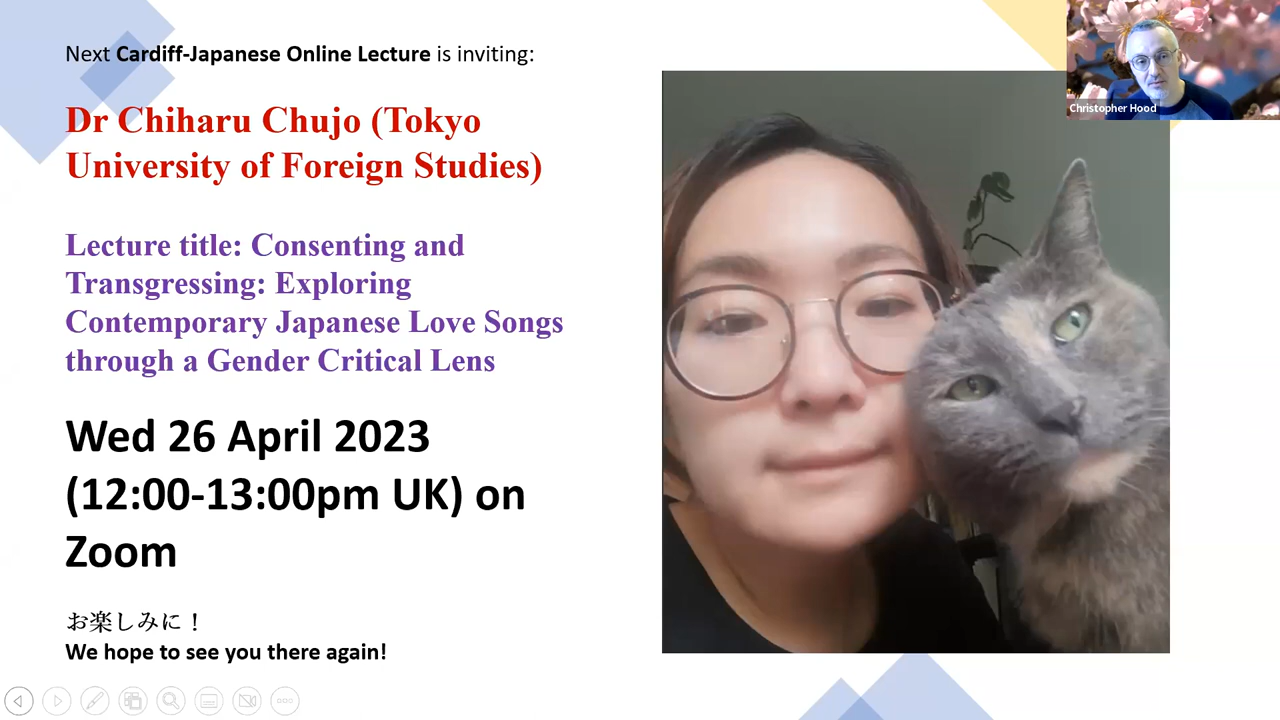 Next Cardiff-Japanese Online Lecture is inviting:
Dr Chiharu Chujo (Tokyo
University of Foreign Studies)
Lecture title: Consenting and
Transgressing: Exploring
Contemporary Japanese Love Songs
through a Gender Critical Lens
Wed 26 April 2023
(12:00-13:00pm UK) on
Zoom
お楽しみに！
We hope to see you there again!
Christopher Hood